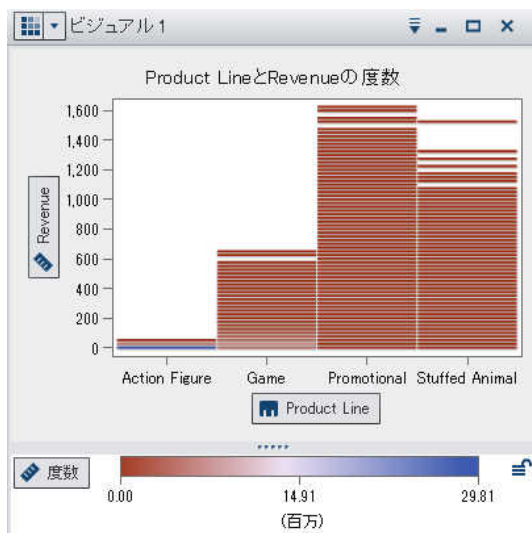 ビジュアル 1
Product LineとRevenueの度数
1,600
1,400
1,200
1,000
800
600
400
200
0
Revenue
Action Figure
Game
Promotional
Stuffed Animal
Product Line
度数
0.00
14.91
29.81
(百万)